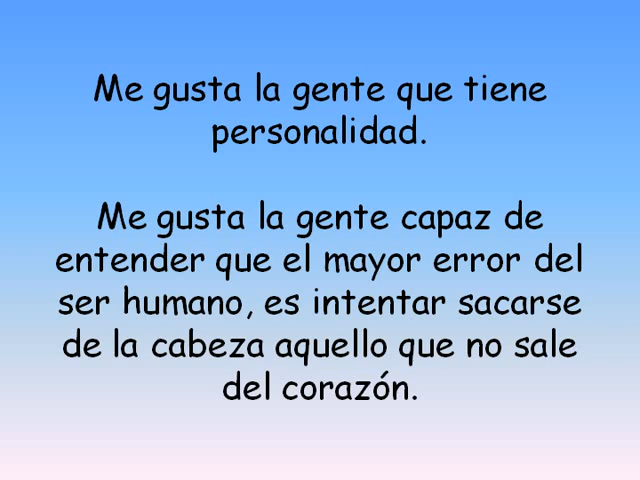 Me gusta la gente que tiene
personalidad.
Me gusta la gente capaz de
entender que el mayor error del
ser humano, es intentar sacarse
de la cabeza aquello que no sale
del corazón.